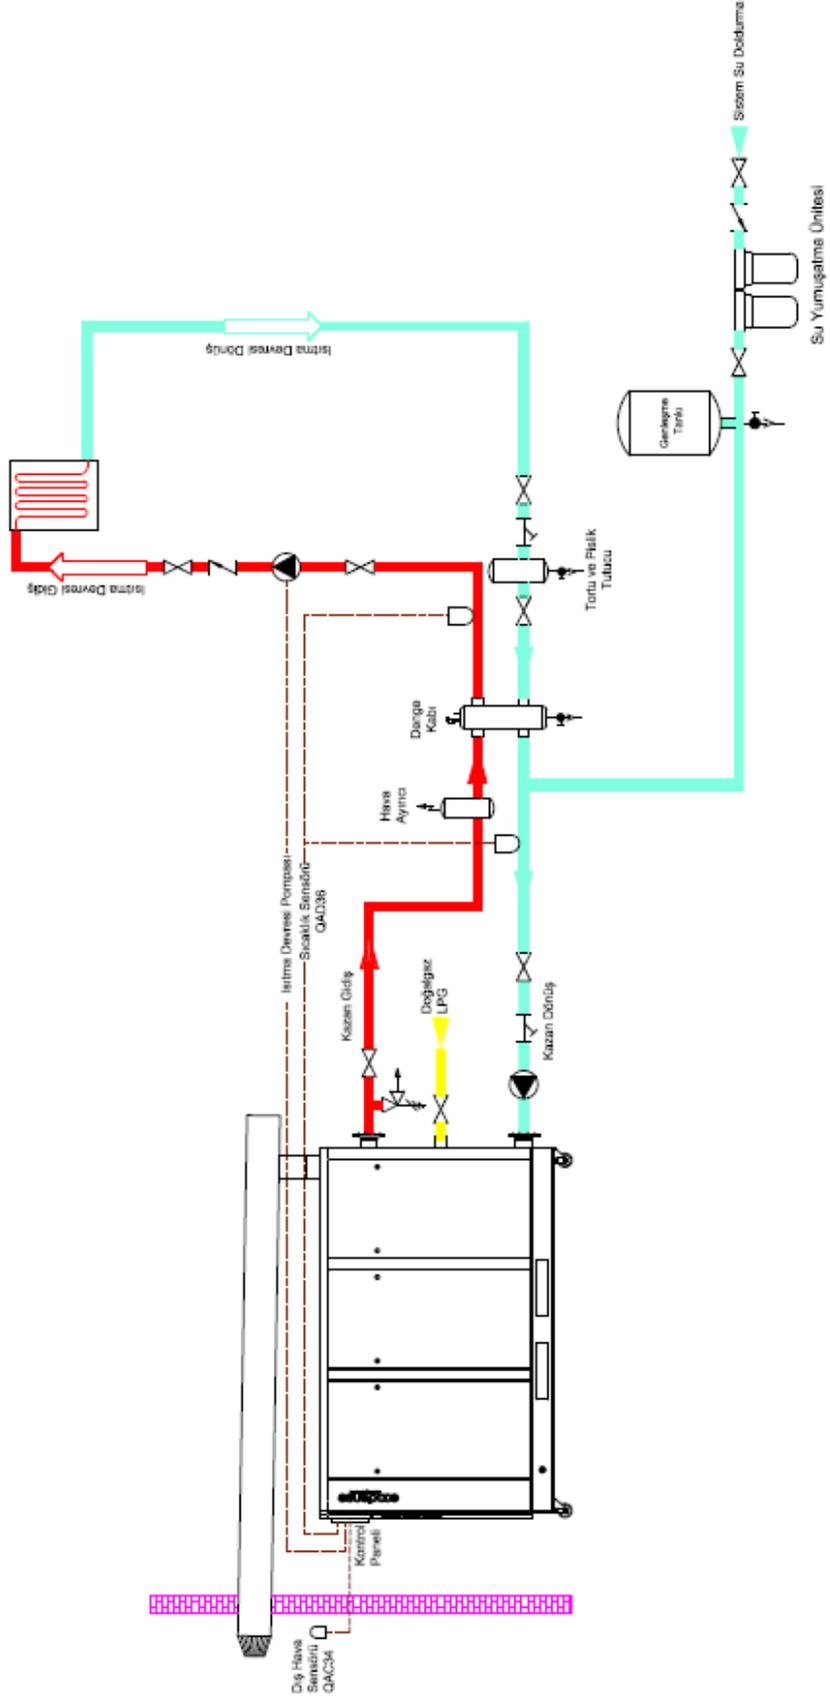 Dış Hava
Sensörü
QAC34
Kontrol
Paneli
Isıtma Devresi Pompası
Sıcaklık Sensörü
QAD36
Kazan Gidiş
Doğalgaz
LPG
Kazan Dönüş
Hava
Ayırıcı
Denge
Kabı
Tortu ve Pislik
Tutucu
Isıtma Devresi Gidiş
Isıtma Devresi Dönüş
Genleşme
Tankı
Su Yumuşatma Ünitesi
Sistem Su Doldurma